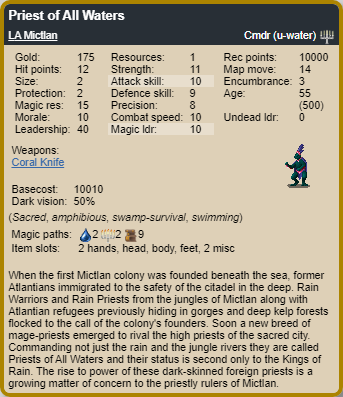 Priest of All Waters
LA Mictlan Cmdr (u-water)
Gold: 175 Resources: 1 Rec points: 10000
Hit points: 12 Strength: 11 Map move: 14
Size: 2 Attack skill: 10 Encumbrance: 3
Protection: 2 Defence skill: 9 Age: 55
Magic res: 15 Precision: 8 (500)
Morale: 10 Combat speed: 10 Undead ldr: 0
Leadership: 40 Magic ldr: 10
Weapons:
Coral Knife
Basecost: 10010
Dark vision: 50%
(Sacred, amphibious, swamp-survival, swimming)
Magic paths: 2 2 9
Item slots: 2 hands, head, body, feet, 2 misc
When the first Mictlan colony was founded beneath the sea, former
Atlantians immigrated to the safety of the citadel in the deep. Rain
Warriors and Rain Priests from the jungles of Mictlan along with
Atlantian refugees previously hiding in gorges and deep kelp forests
flocked to the call of the colony's founders. Soon a new breed of
mage-priests emerged to rival the high priests of the sacred city.
Commanding not just the rain and the jungle rivers they are called
Priests of All Waters and their status is second only to the Kings of
Rain. The rise to power of these dark-skinned foreign priests is a
growing matter of concern to the priestly rulers of Mictlan.